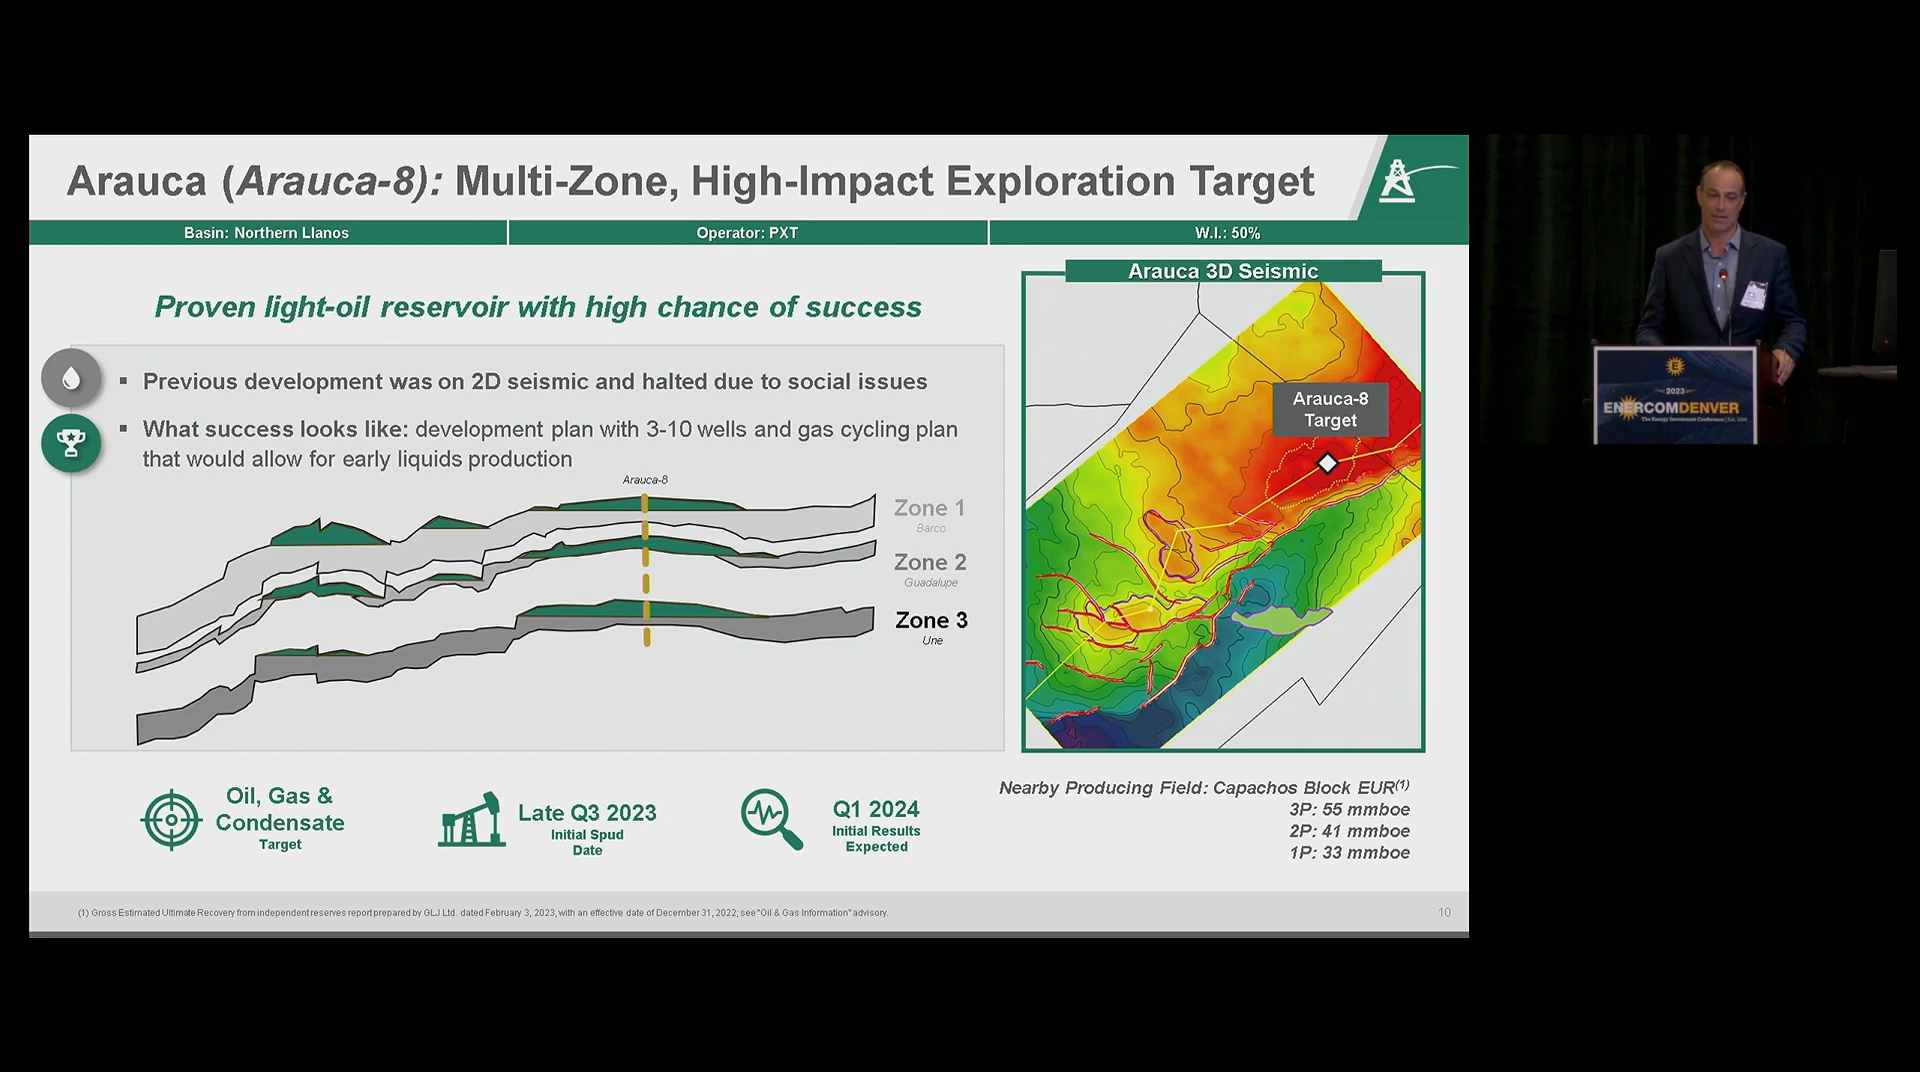 Arauca (Arauca-8): Multi-Zone, High-Impact Exploration Target
Basin: Northern Llanos
Operator: PXT
W.I.: 50%
Proven light-oil reservoir with high chance of success
▪ Previous development was on 2D seismic and halted due to social issues
▪ What success looks like: development plan with 3-10 wells and gas cycling plan
that would allow for early liquids production
Arauca-8
Zone 1
Barco
Zone 2
Guadalupe
Zone 3
Une
Arauca 3D Seismic
Arauca-8
Target
Oil, Gas &
Condensate
Target
Late Q3 2023
Initial Spud
Date
Q1 2024
Initial Results
Expected
Nearby Producing Field: Capachos Block EUR(1)
3P: 55 mmboe
2P: 41 mmboe
1P: 33 mmboe
(1) Gross Estimated Ultimate Recovery from independent reserves report prepared by GLJ Ltd. dated February 3, 2023, with an effective date of December 31, 2022; see "Oil & Gas Information" advisory.
10
E
2023
ENERCOMDENVER
The Energy Investment Conference | Est. 1996